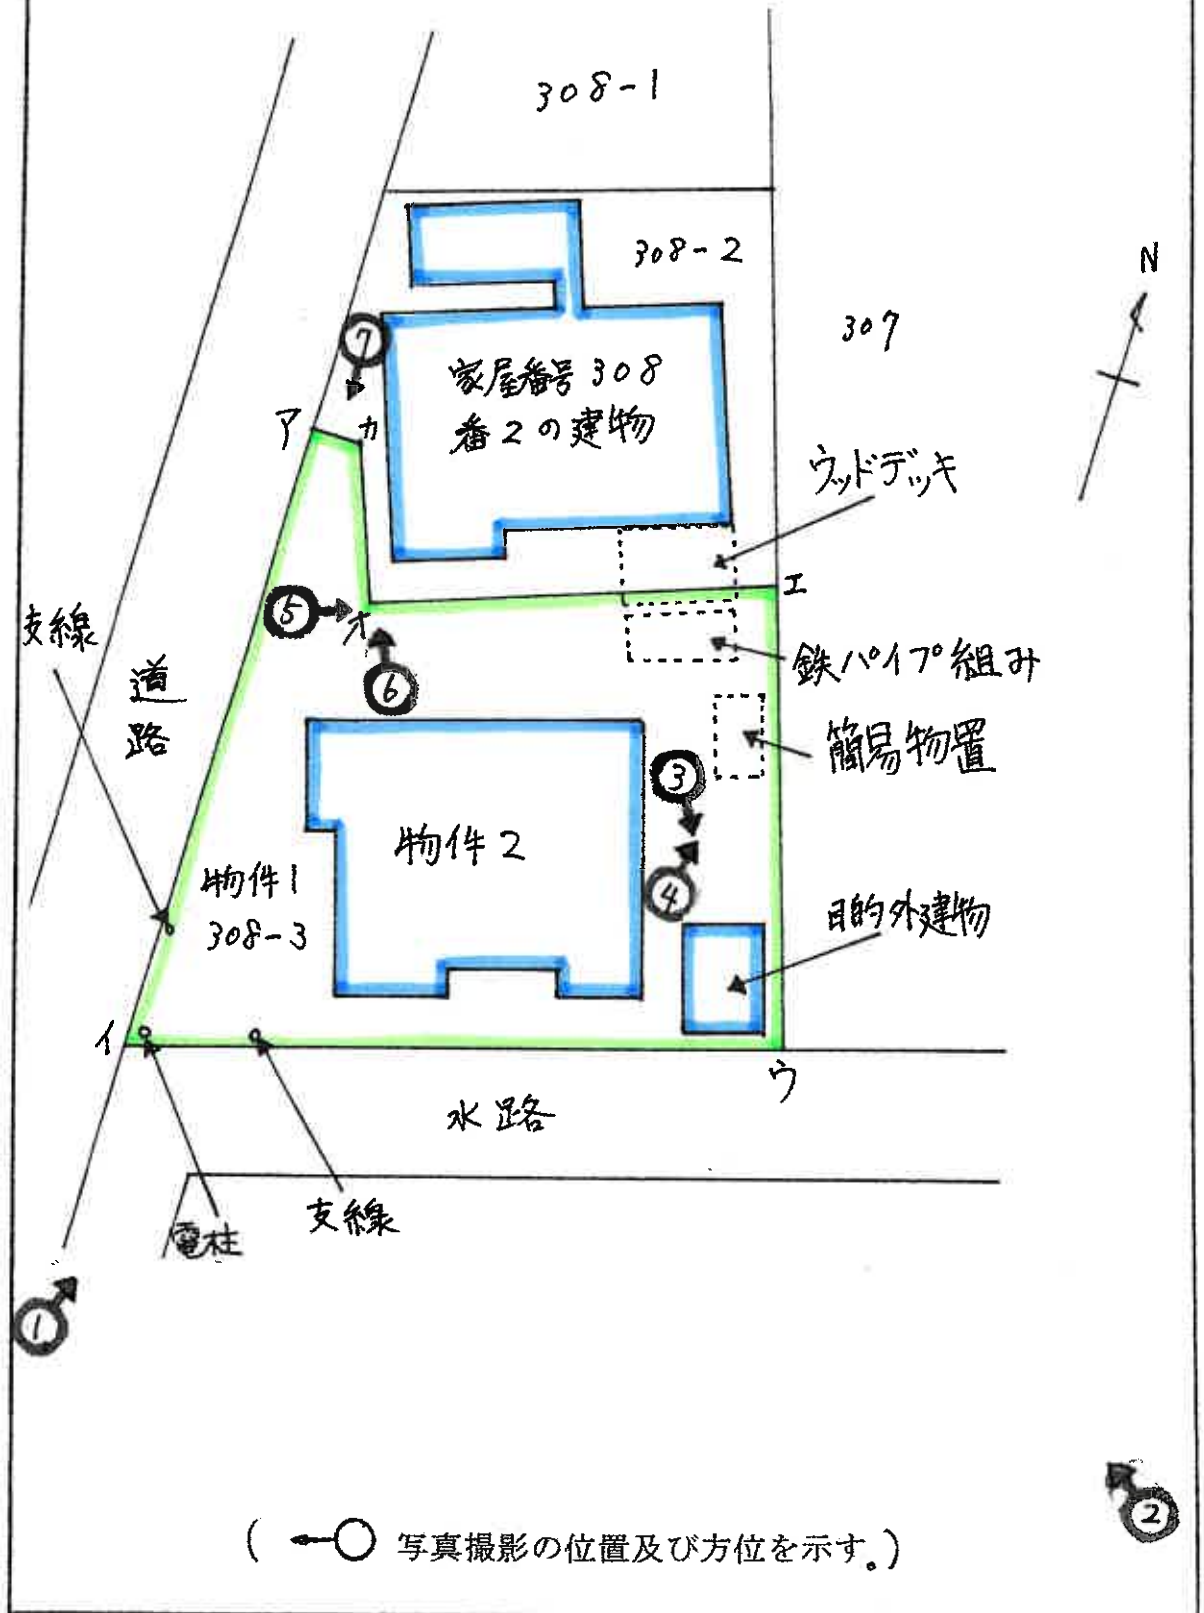 308-1
308-2
N
307
⑦
家屋番号 308
番2の建物
ア
カ
ウッドデッキ
エ
⑤
オ
支線
鉄パイプ組み
道
路
⑥
簡易物置
③
物件2
物件1
308-3
④
目的外建物
イ
ウ
水路
支線
電柱
①
②
( ←○ 写真撮影の位置及び方位を示す。)